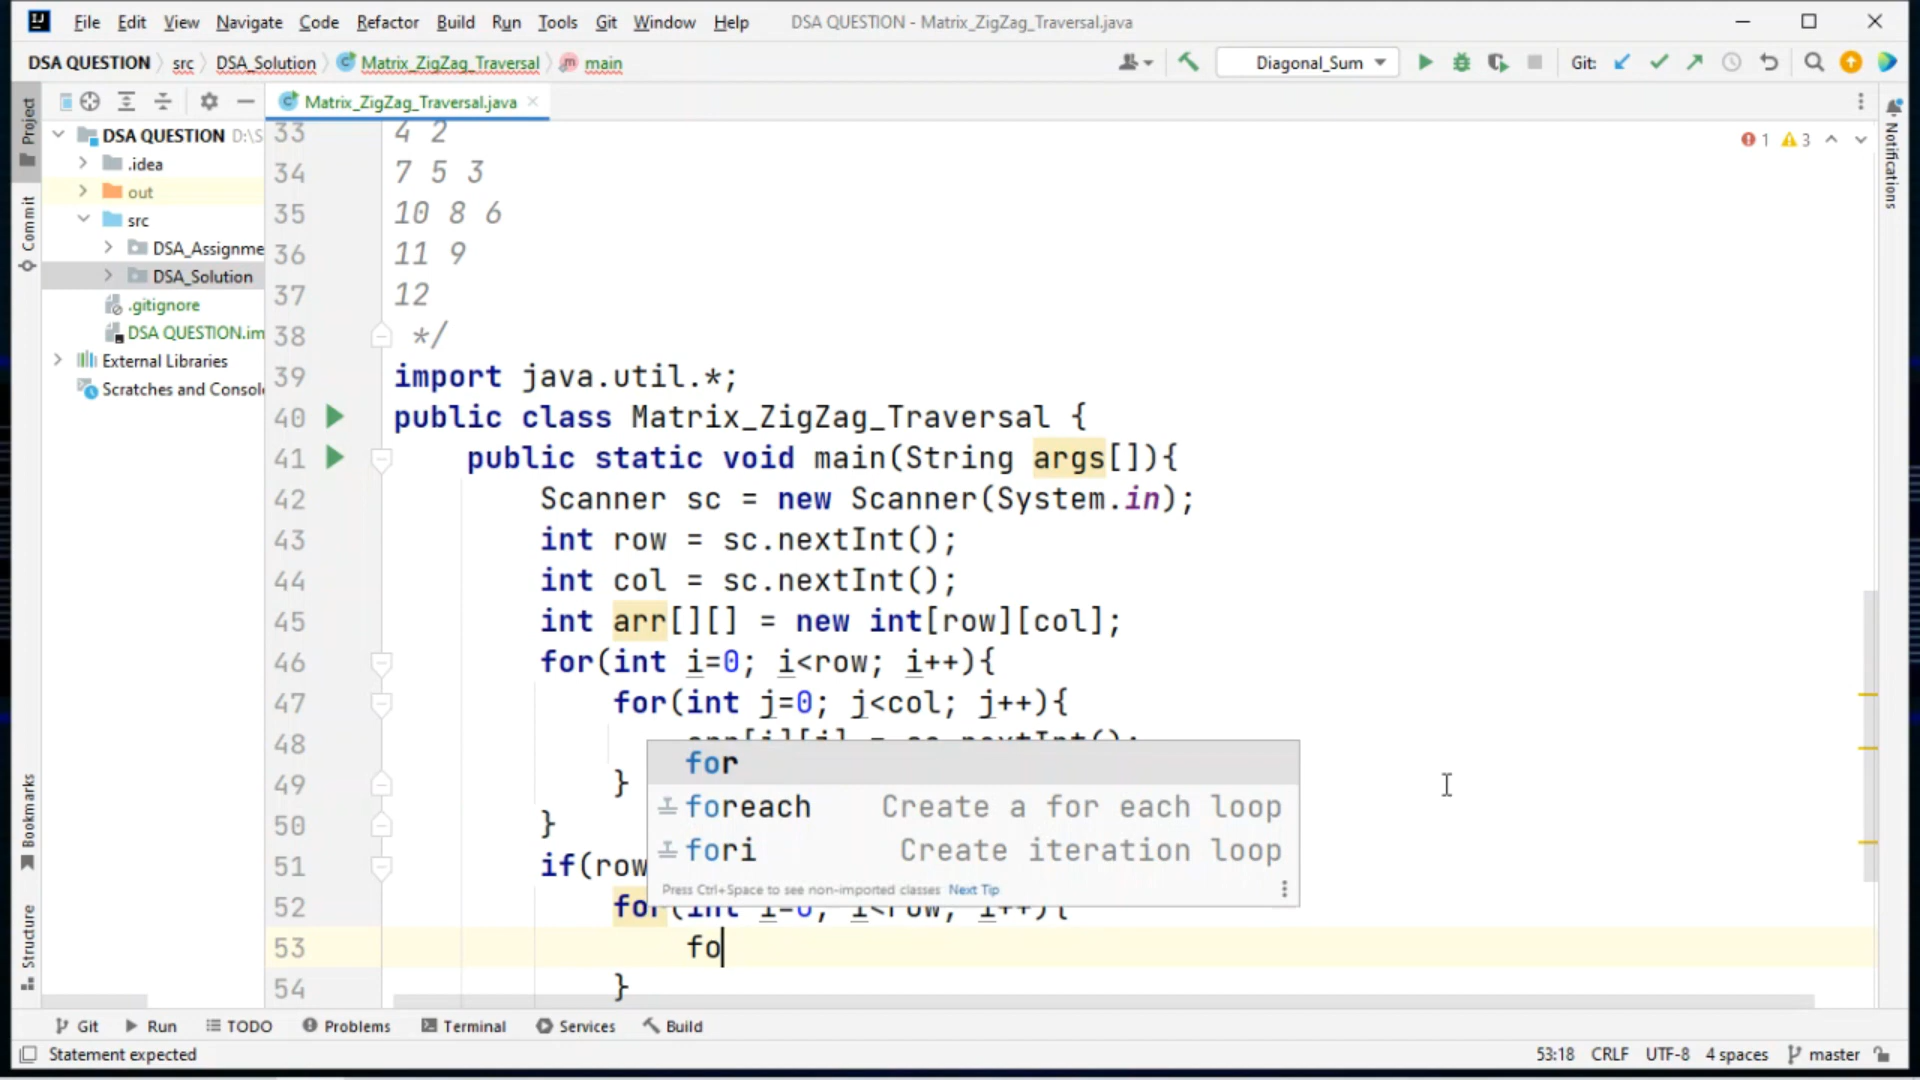 File Edit View Navigate Code Refactor Build Run Tools Git Window Help DSA QUESTION - Matrix_ZigZag_Traversal.java
DSA QUESTION src DSA_Solution Matrix_ZigZag_Traversal main Diagonal_Sum Git:
Matrix_ZigZag_Traversal.java
Project
Commit
Bookmarks
Structure
Notifications
DSA QUESTION D:\S
.idea
out
src
DSA_Assignme
DSA_Solution
.gitignore
DSA QUESTION.im
External Libraries
Scratches and Consol
1 3
33 4 2
34 7 5 3
35 10 8 6
36 11 9
37 12
38 */
39 import java.util.*;
40 public class Matrix_ZigZag_Traversal {
41 public static void main(String args[]){
42 Scanner sc = new Scanner(System.in);
43 int row = sc.nextInt();
44 int col = sc.nextInt();
45 int arr[][] = new int[row][col];
46 for(int i=0; i<row; i++){
47 for(int j=0; j<col; j++){
48 arr[i][j] = sc.nextInt();
49 }
50 }
51 if(row
52 for(int i=0; i<row; i++){
53 fo
54 }
for
foreach Create a for each loop
fori Create iteration loop
Press Ctrl+Space to see non-imported classes Next Tip
Git Run TODO Problems Terminal Services Build
Statement expected 53:18 CRLF UTF-8 4 spaces master